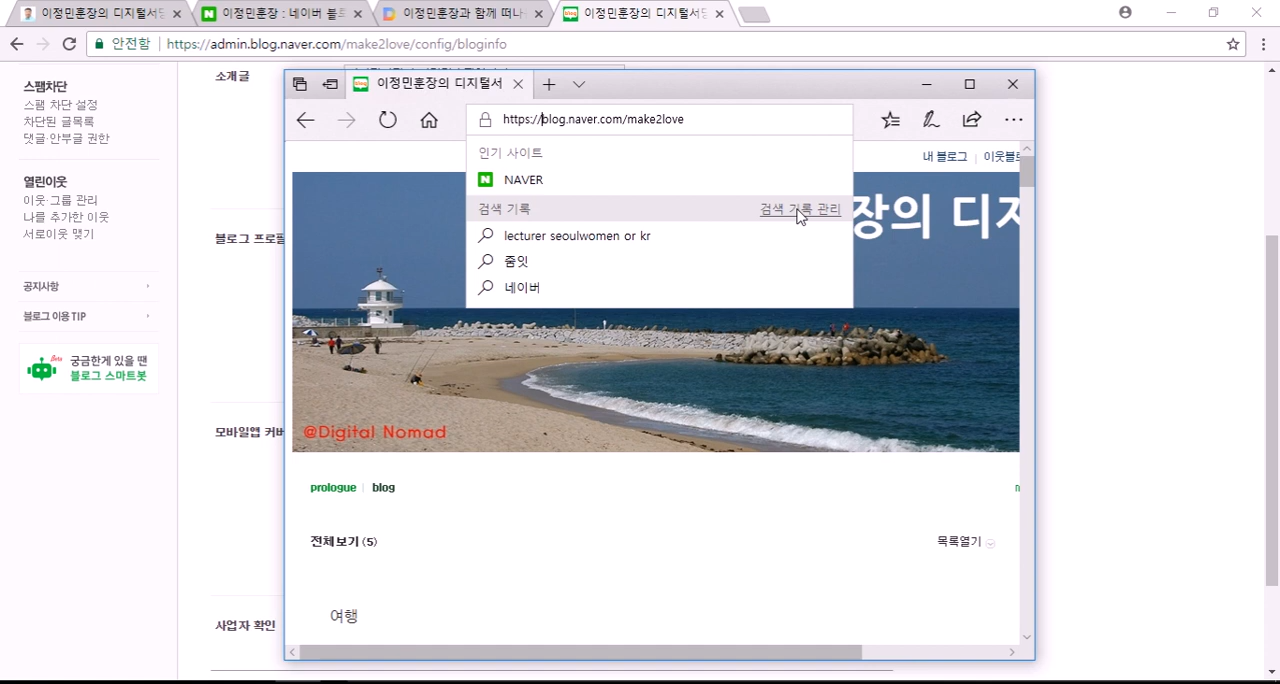 이정민훈장의 디지털서당
이정민훈장 : 네이버 블로
이정민훈장과 함께 떠나
이정민훈장의 디지털서당
안전함 https://admin.blog.naver.com/make2love/config/bloginfo
스팸차단
스팸 차단 설정
차단된 글목록
댓글·안부글 권한
열린이웃
이웃·그룹 관리
나를 추가한 이웃
서로이웃 맺기
공지사항
블로그 이용 TIP
Beta
궁금한게 있을 땐
블로그 스마트봇
소개글
블로그 프로필
모바일앱 커버
사업자 확인
이정민훈장의 디지털서
https://blog.naver.com/make2love
인기 사이트
NAVER
검색 기록 검색 기록 관리
lecturer seoulwomen or kr
줌잇
네이버
내 블로그 이웃블로
장의 디지
@Digital Nomad
prologue blog
전체보기 (5) 목록열기
여행